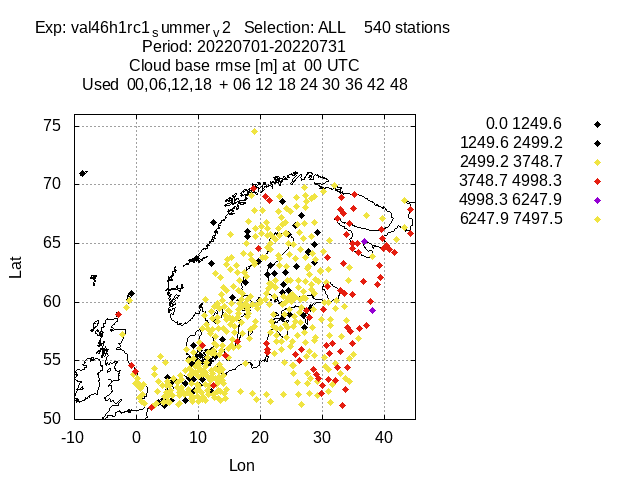 Exp: val46h1rc1summerv2 Selection: ALL 540 stations
Period: 20220701-20220731
Cloud base rmse [m] at 00 UTC
Used 00,06,12,18 + 06 12 18 24 30 36 42 48
0.0 1249.6
1249.6 2499.2
2499.2 3748.7
3748.7 4998.3
4998.3 6247.9
6247.9 7497.5
75
70
65
60
55
50
Lat
-10 0 10 20 30 40
Lon